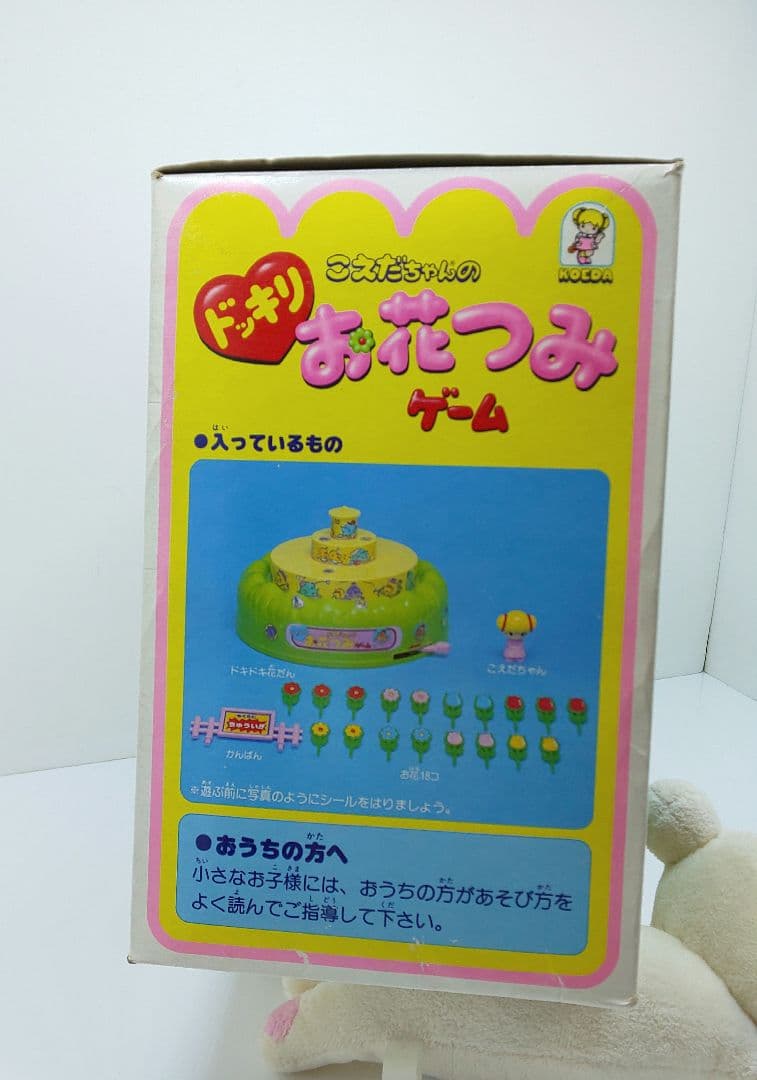 こえだちゃんの
KOEDA
ドッキリ
お花つみ
ゲーム
●入っているもの
ドキドキ花だん
こえだちゃん
かんばん
お花18コ
※遊ぶ前に写真のようにシールをはりましょう。
●おうちの方へ
小さなお子様には、おうちの方があそび方を
よく読んでご指導して下さい。